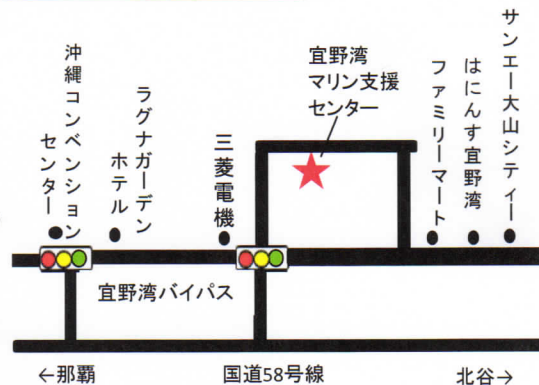 宜野湾
マリン支援
センター
沖縄コンベンション
センター
ラグナガーデン
ホテル
三菱電機
ファミリーマート
はにんす宜野湾
サンエー大山シティー
宜野湾バイパス
←那覇
国道58号線
北谷→